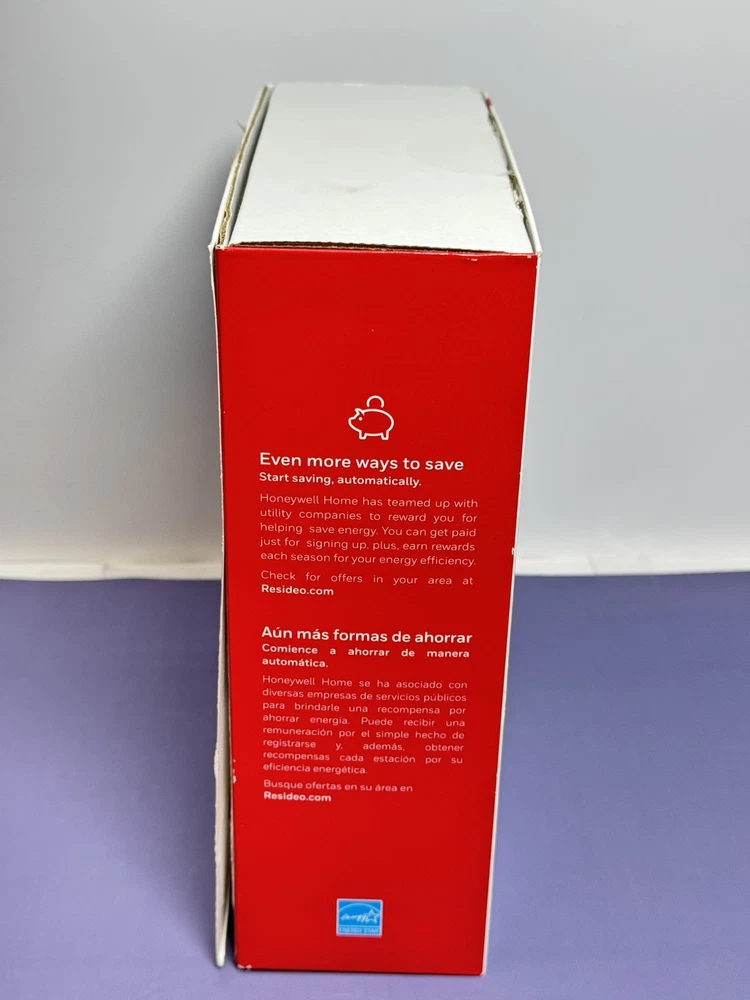 Even more ways to save
Start saving, automatically.
Honeywell Home has teamed up with
utility companies to reward you for
helping save energy. You can get paid
just for signing up, plus, earn rewards
each season for your energy efficiency.
Check for offers in your area at
Resideo.com
Aún más formas de ahorrar
Comience a ahorrar de manera
automática.
Honeywell Home se ha asociado con
diversas empresas de servicios públicos
para brindarle una recompensa por
ahorrar energía. Puede recibir una
remuneración por el simple hecho de
registrarse y, además, obtener
recompensas cada estación por su
eficiencia energética.
Busque ofertas en su área en
Resideo.com
energy
ENERGY STAR